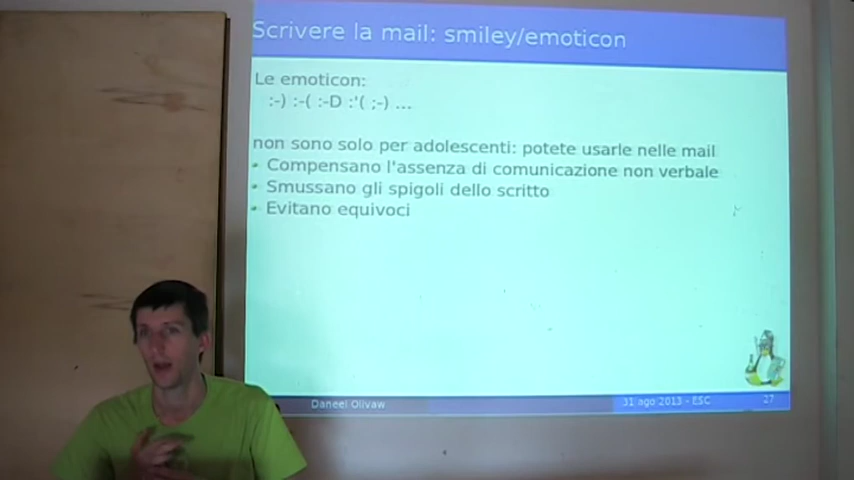 Scrivere la mail: smiley/emoticon
Le emoticon:
:-) :-( :-D :'( ;-) ...
non sono solo per adolescenti: potete usarle nelle mail
Compensano l'assenza di comunicazione non verbale
Smussano gli spigoli dello scritto
Evitano equivoci
Daneel Olivaw
31 ago 2013 - ESC
27